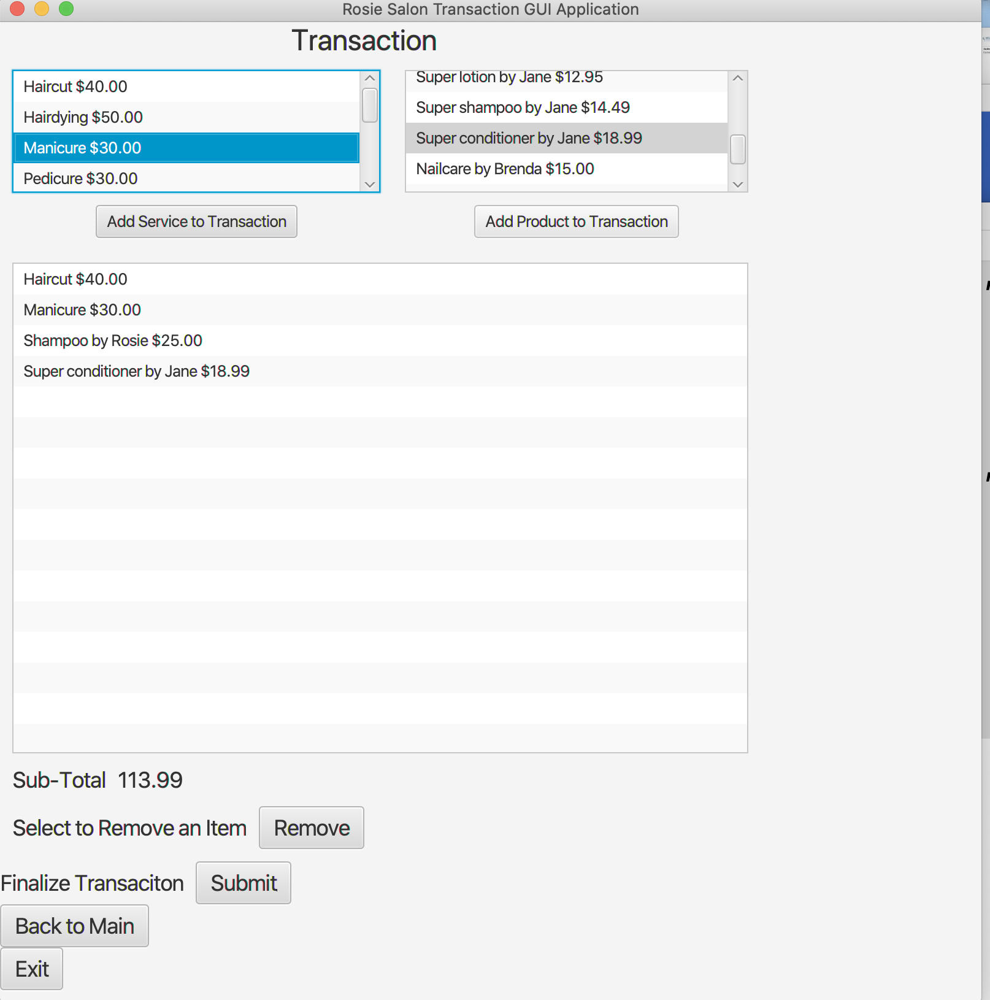 Rosie Salon Transaction GUI Application
Transaction
Haircut $40.00
Hairdying $50.00
Manicure $30.00
Pedicure $30.00
Super lotion by Jane $12.95
Super shampoo by Jane $14.49
Super conditioner by Jane $18.99
Nailcare by Brenda $15.00
Add Service to Transaction
Add Product to Transaction
Haircut $40.00
Manicure $30.00
Shampoo by Rosie $25.00
Super conditioner by Jane $18.99
Sub-Total 113.99
Select to Remove an Item Remove
Finalize Transaciton Submit
Back to Main
Exit